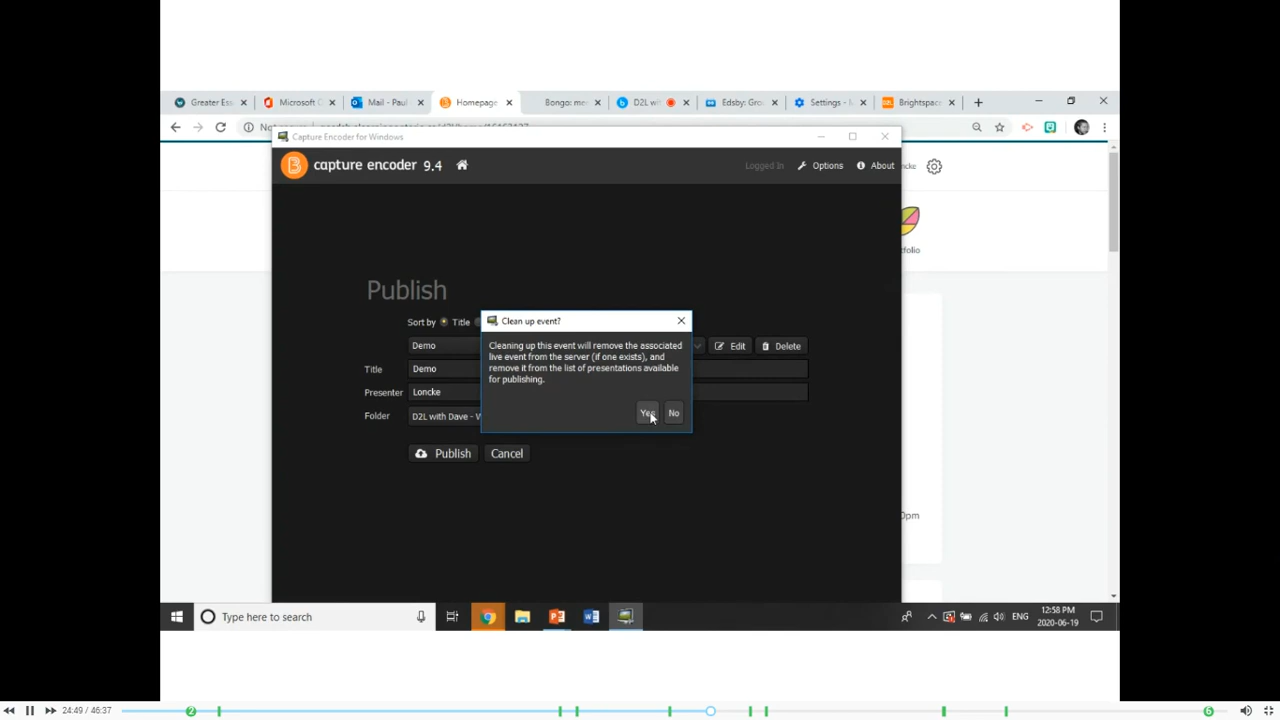 Greater Ess
Microsoft
Mail - Paul
Homepage
Bongo: me
D2L wi
Edsby: Gro
Settings - M
Brightspac
Capture Encoder for Windows
capture encoder 9.4
Logged In
Options
About
Publish
Sort by Title
Demo
Edit
Delete
Title Demo
Presenter Loncke
Folder D2L with Dave - W
Publish
Cancel
Clean up event?
Cleaning up this event will remove the associated
live event from the server (if one exists), and
remove it from the list of presentations available
for publishing.
Yes
No
Type here to search
ENG
12:58 PM
2020-06-19
24:49 / 46:37
2
6